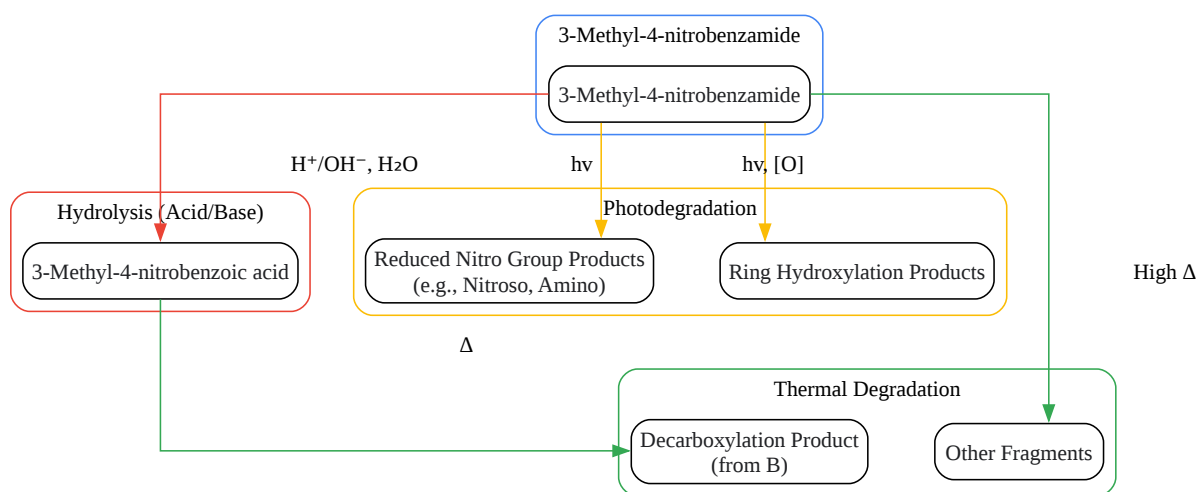 3-Methyl-4-nitrobenzamide
3-Methyl-4-nitrobenzamide
H⁺/OH⁻, H₂O
hv
hv, [O]
Hydrolysis (Acid/Base)
Photodegradation
3-Methyl-4-nitrobenzoic acid
Reduced Nitro Group Products
(e.g., Nitroso, Amino)
Ring Hydroxylation Products
High Δ
Δ
Thermal Degradation
Decarboxylation Product
(from B)
Other Fragments